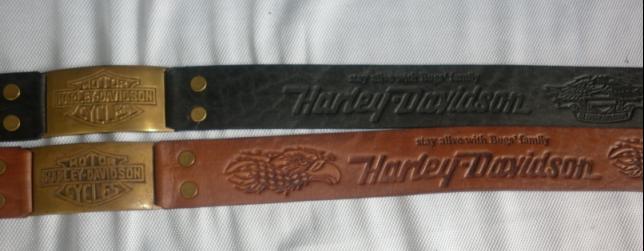 MOTOR
HARLEY-DAVIDSON
CYCLES
stay alive with Bugs' family
Harley-Davidson
MOTOR
HARLEY-DAVIDSON
CYCLES
stay alive with Bugs' family
Harley-Davidson